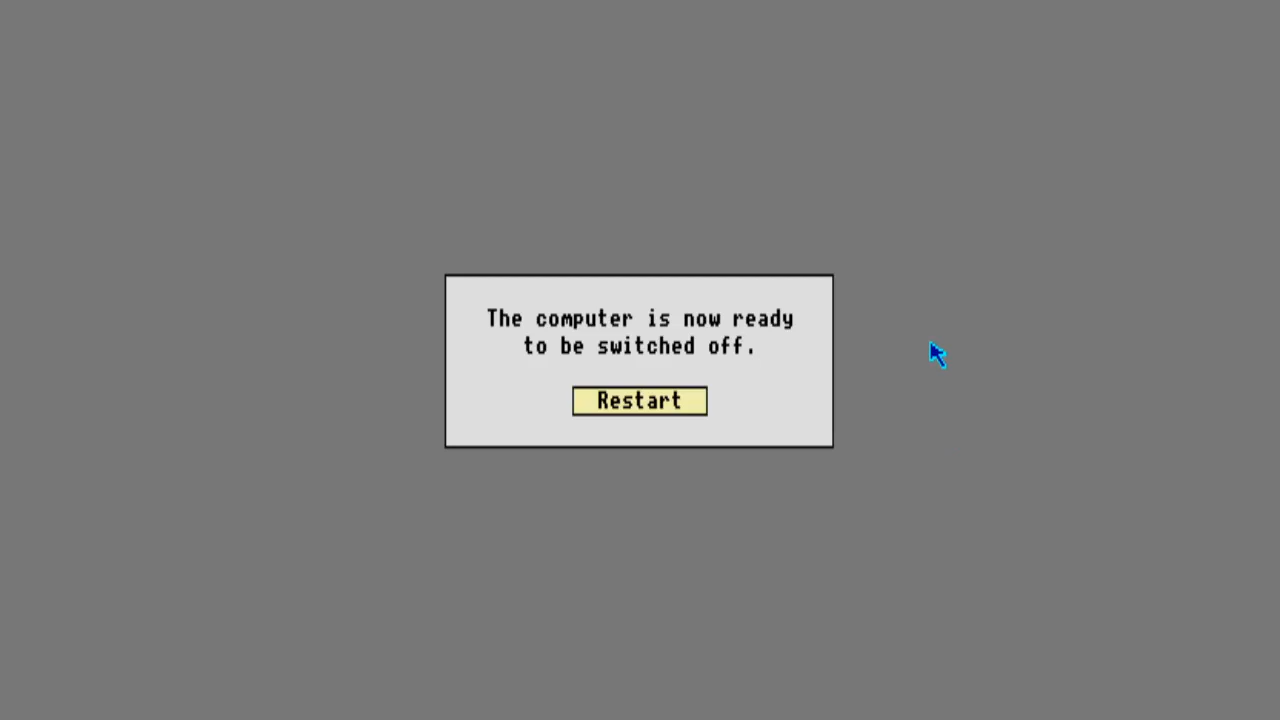 The computer is now ready
to be switched off.
Restart